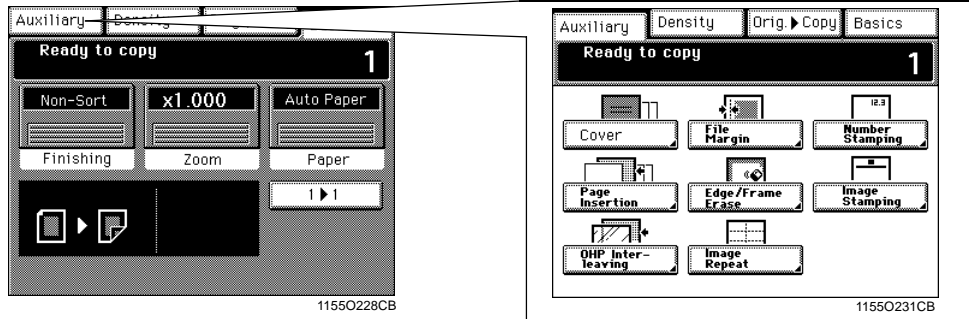 Auxiliary
Ready to copy
1
Non-Sort
x1.000
Auto Paper
Finishing
Zoom
Paper
1▶1
1155O228CB
Auxiliary Density Orig.▶Copy Basics
Ready to copy
1
Cover
File
Margin
12.3
Number
Stamping
Page
Insertion
Edge/Frame
Erase
Image
Stamping
OHP Inter-
leaving
Image
Repeat
1155O231CB